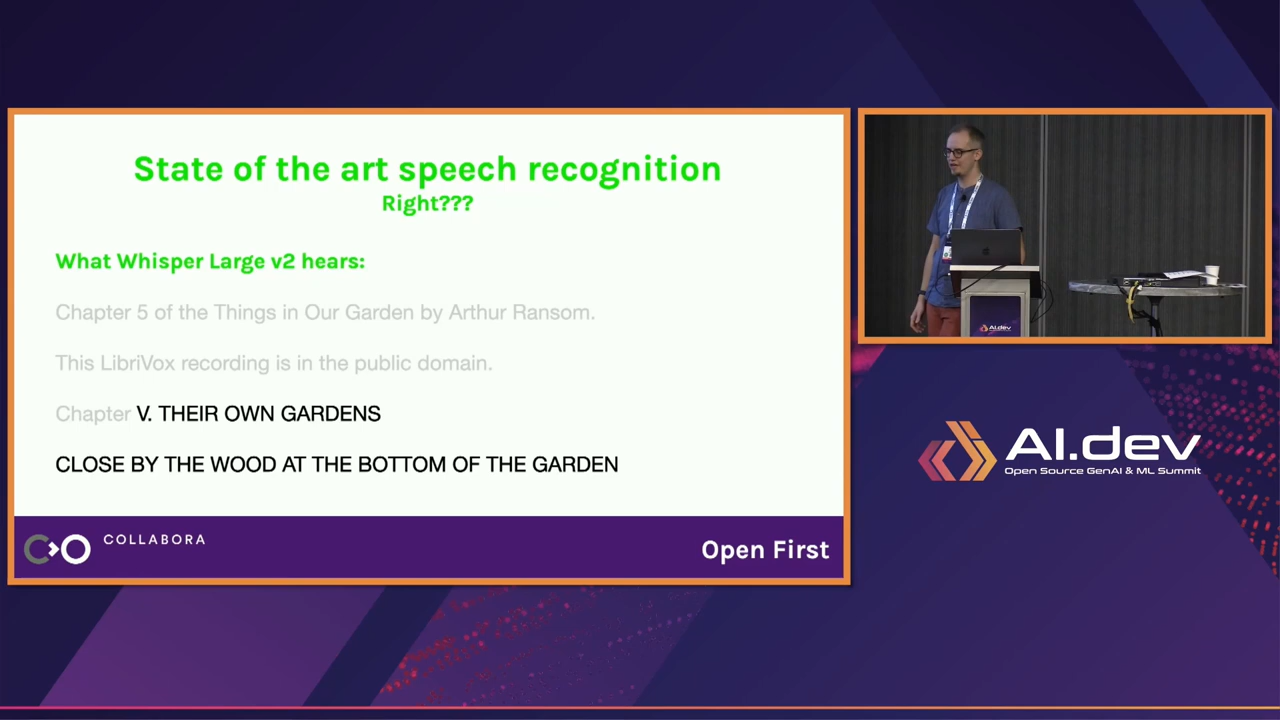 State of the art speech recognition
Right???
What Whisper Large v2 hears:
Chapter 5 of the Things in Our Garden by Arthur Ransom.
This LibriVox recording is in the public domain.
Chapter V. THEIR OWN GARDENS
CLOSE BY THE WOOD AT THE BOTTOM OF THE GARDEN
COLLABORA
Open First
AI.dev
AI.dev
Open Source GenAI & ML Summit